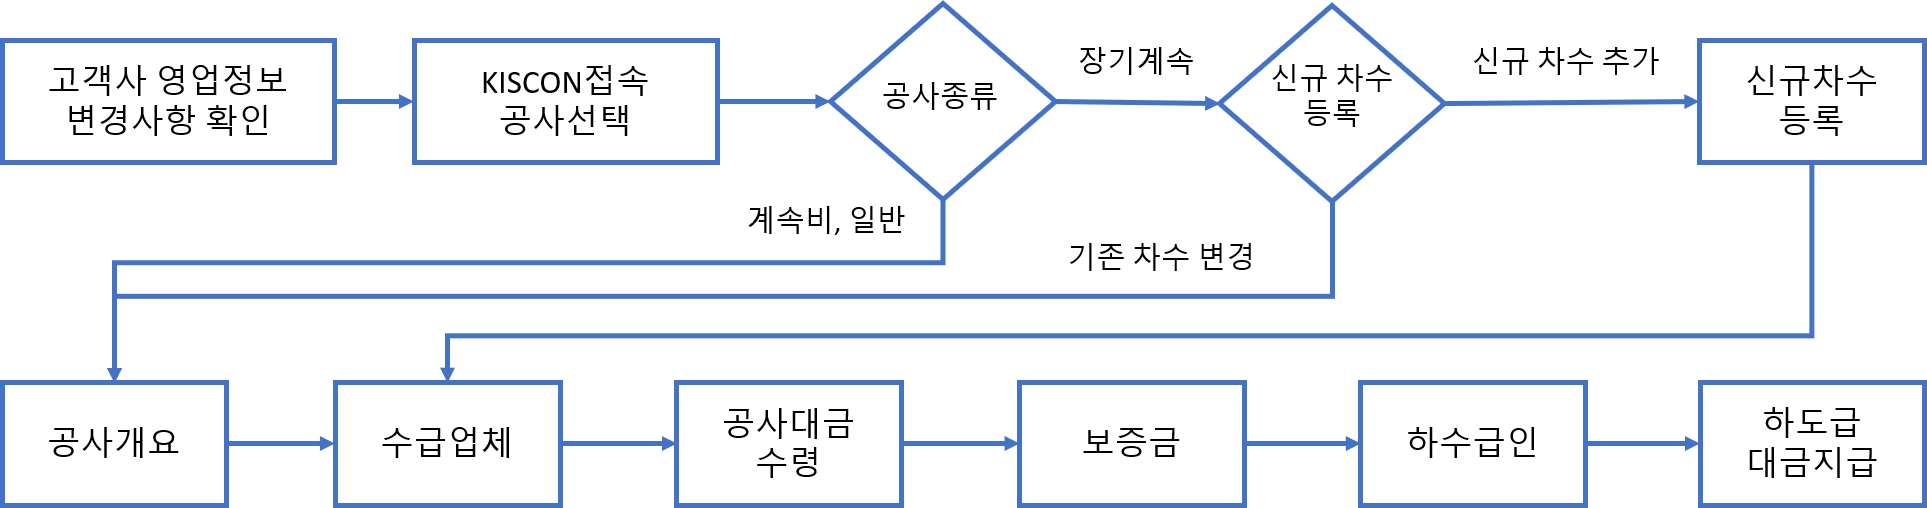 고객사 영업정보
변경사항 확인
KISCON접속
공사선택
공사종류
장기계속
신규 차수
등록
신규 차수 추가
신규차수
등록
계속비, 일반
기존 차수 변경
공사개요
수급업체
공사대금
수령
보증금
하수급인
하도급
대금지급